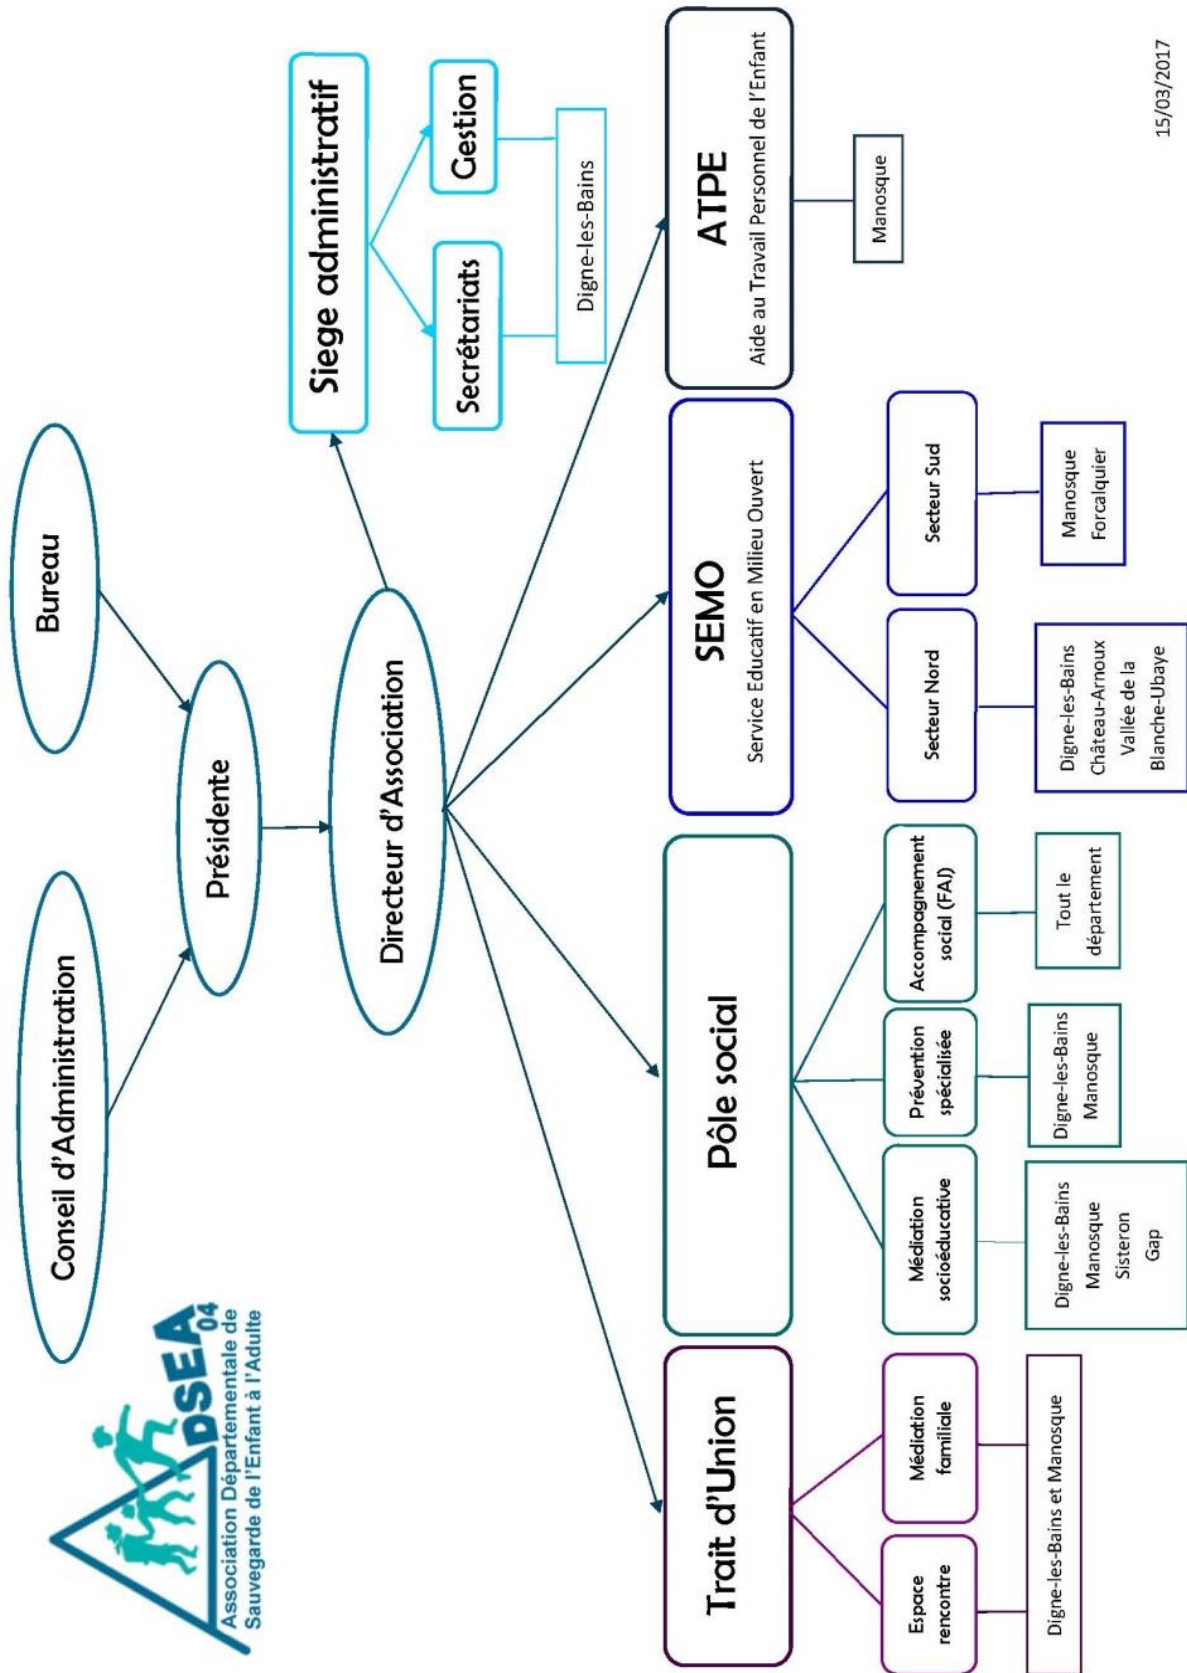 ADSEA 04
Association Départementale de
Sauvegarde de l'Enfant à l'Adulte
Conseil d'Administration
Bureau
Présidente
Directeur d'Association
Siege administratif
Secrétariats
Gestion
Digne-les-Bains
Trait d'Union
Pôle social
SEMO
Service Educatif en Milieu Ouvert
ATPE
Aide au Travail Personnel de l'Enfant
Espace
rencontre
Médiation
familiale
Médiation
socioéducative
Prévention
spécialisée
Accompagnement
social (FAJ)
Secteur Nord
Secteur Sud
Manosque
Digne-les-Bains et Manosque
Digne-les-Bains
Manosque
Sisteron
Gap
Digne-les-Bains
Manosque
Tout le
département
Digne-les-Bains
Château-Arnoux
Vallée de la
Blanche-Ubaye
Manosque
Forcalquier
15/03/2017